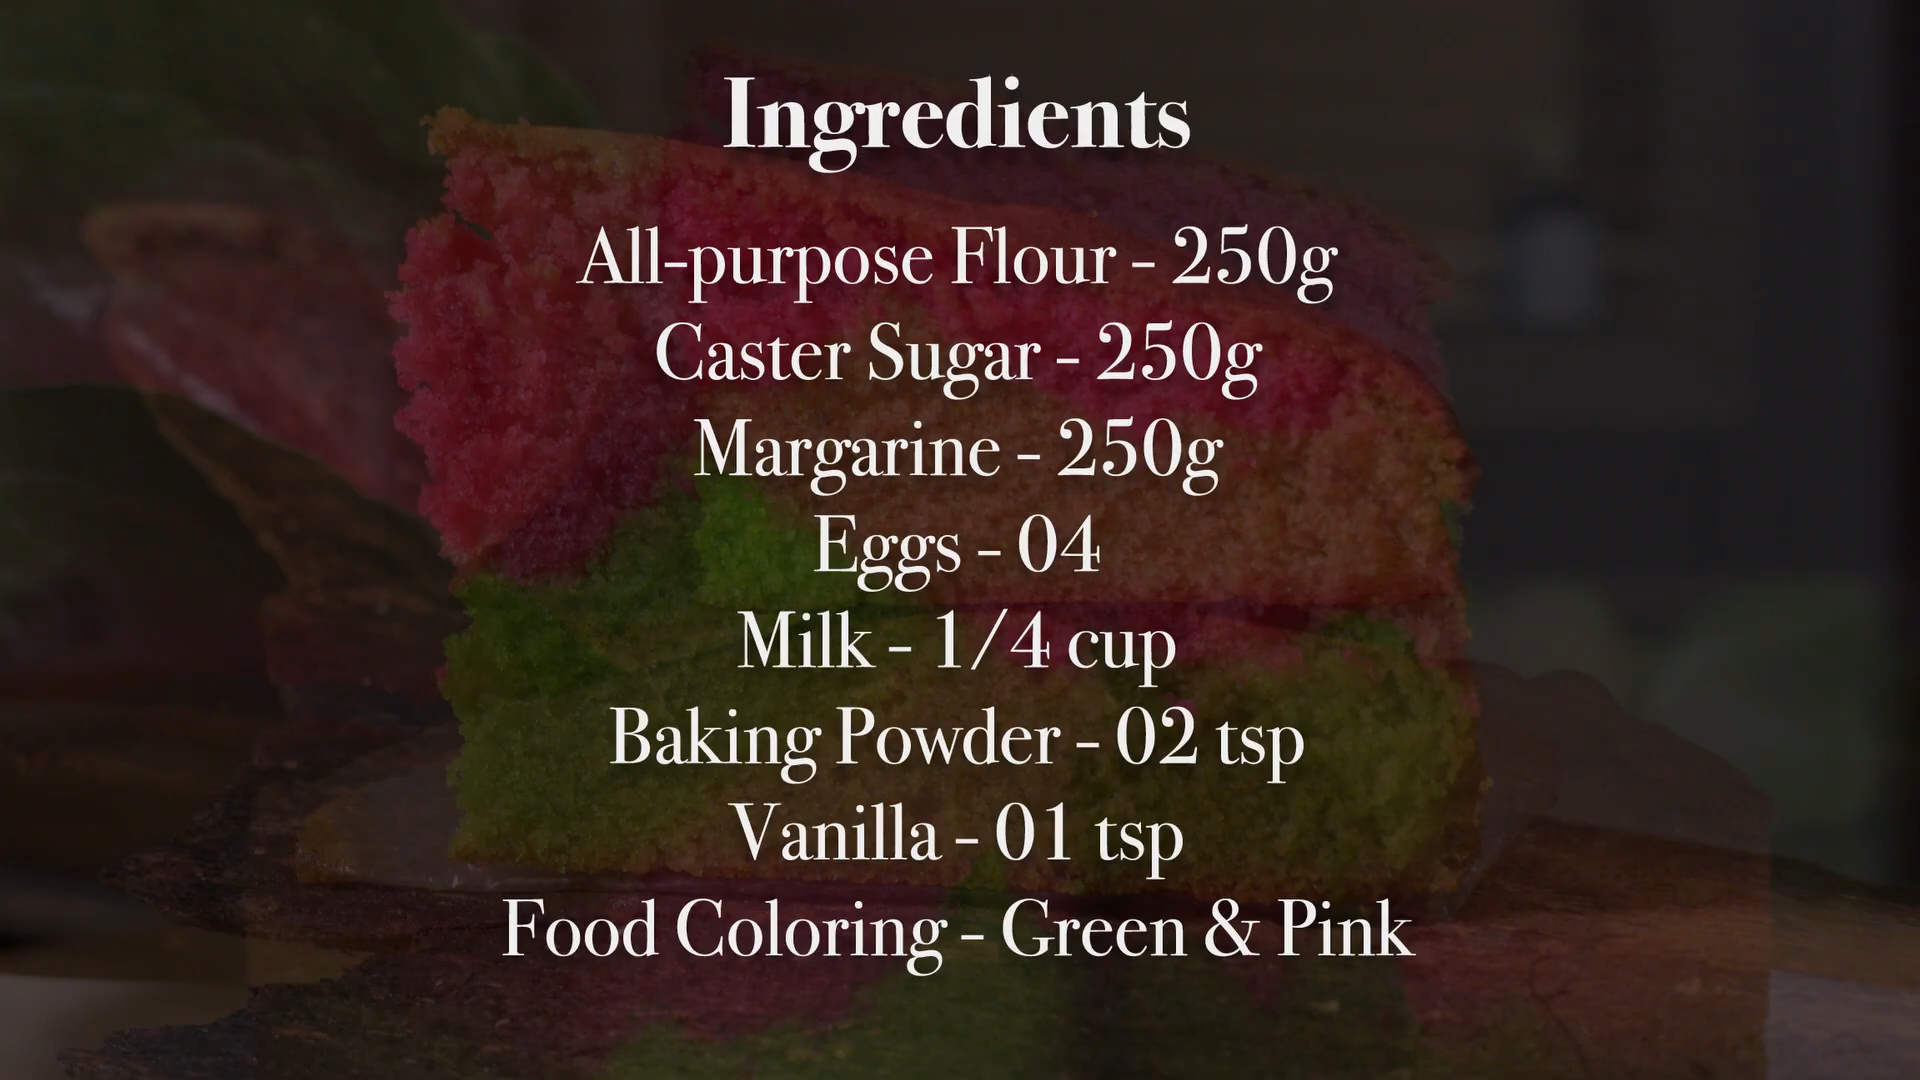 Ingredients
All-purpose Flour - 250g
Caster Sugar - 250g
Margarine - 250g
Eggs - 04
Milk - 1/4 cup
Baking Powder - 02 tsp
Vanilla - 01 tsp
Food Coloring - Green & Pink